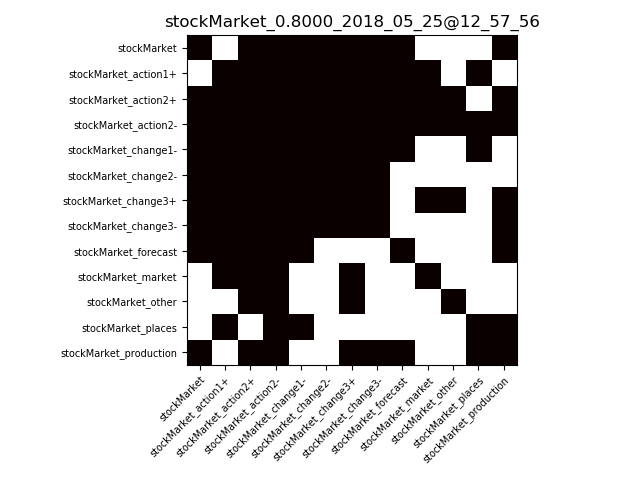 stockMarket_0.8000_2018_05_25@12_57_56
stockMarket
stockMarket_action1+
stockMarket_action2+
stockMarket_action2-
stockMarket_change1-
stockMarket_change2-
stockMarket_change3+
stockMarket_change3-
stockMarket_forecast
stockMarket_market
stockMarket_other
stockMarket_places
stockMarket_production
stockMarket
stockMarket_action1+
stockMarket_action2+
stockMarket_action2-
stockMarket_change1-
stockMarket_change2-
stockMarket_change3+
stockMarket_change3-
stockMarket_forecast
stockMarket_market
stockMarket_other
stockMarket_places
stockMarket_production